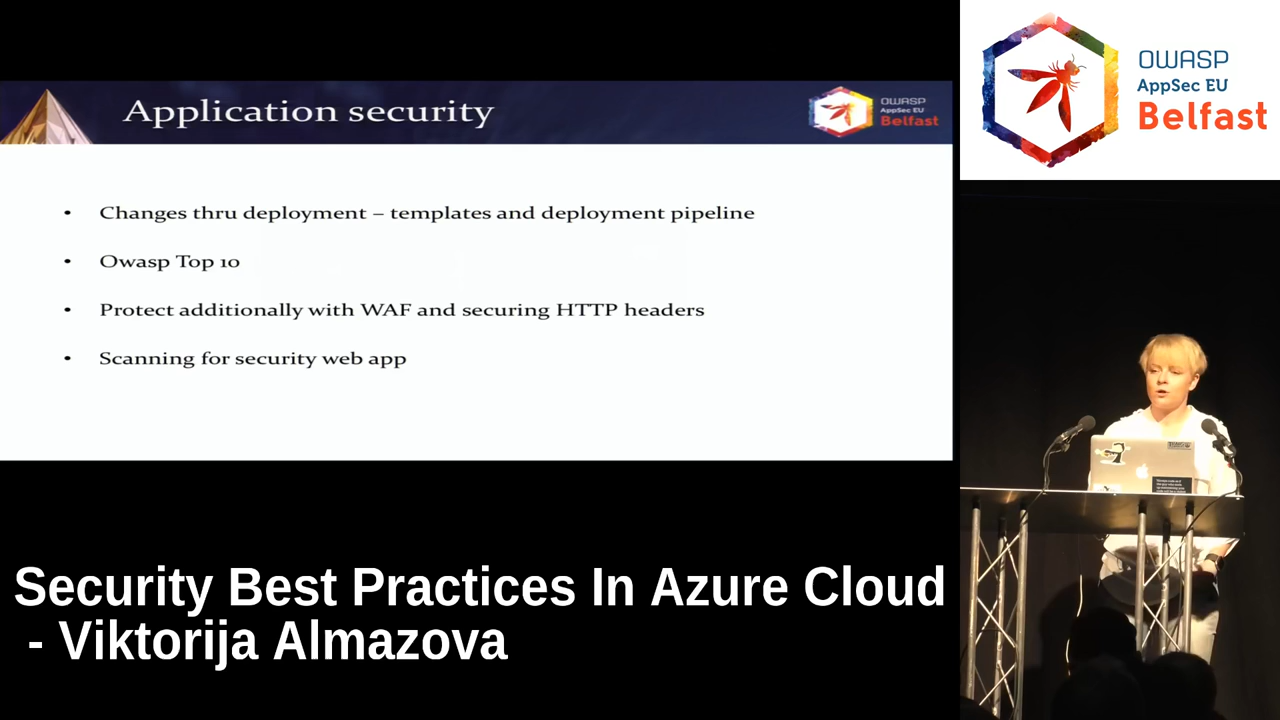 Application security
OWASP
AppSec EU
Belfast
• Changes thru deployment – templates and deployment pipeline
• Owasp Top 10
• Protect additionally with WAF and securing HTTP headers
• Scanning for security web app
OWASP
AppSec EU
Belfast
Security Best Practices In Azure Cloud
- Viktorija Almazova